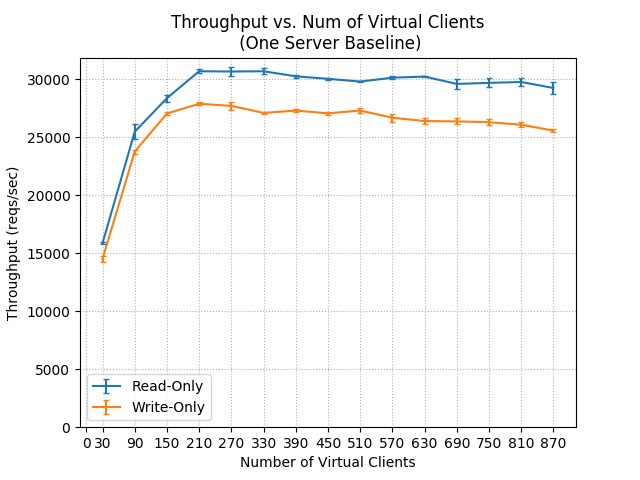 Throughput vs. Num of Virtual Clients
(One Server Baseline)
Throughput (reqs/sec)
30000
25000
20000
15000
10000
5000
0
Read-Only
Write-Only
0 30 90 150 210 270 330 390 450 510 570 630 690 750 810 870
Number of Virtual Clients